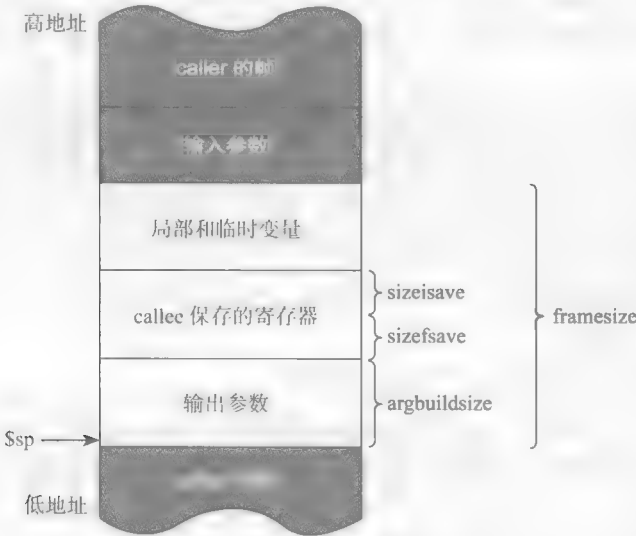 高地址
caller 的帧
输入参数
局部和临时变量
callec 保存的寄存器
sizeisave
sizefsave
framesize
输出参数
argbuildsize
$sp
低地址